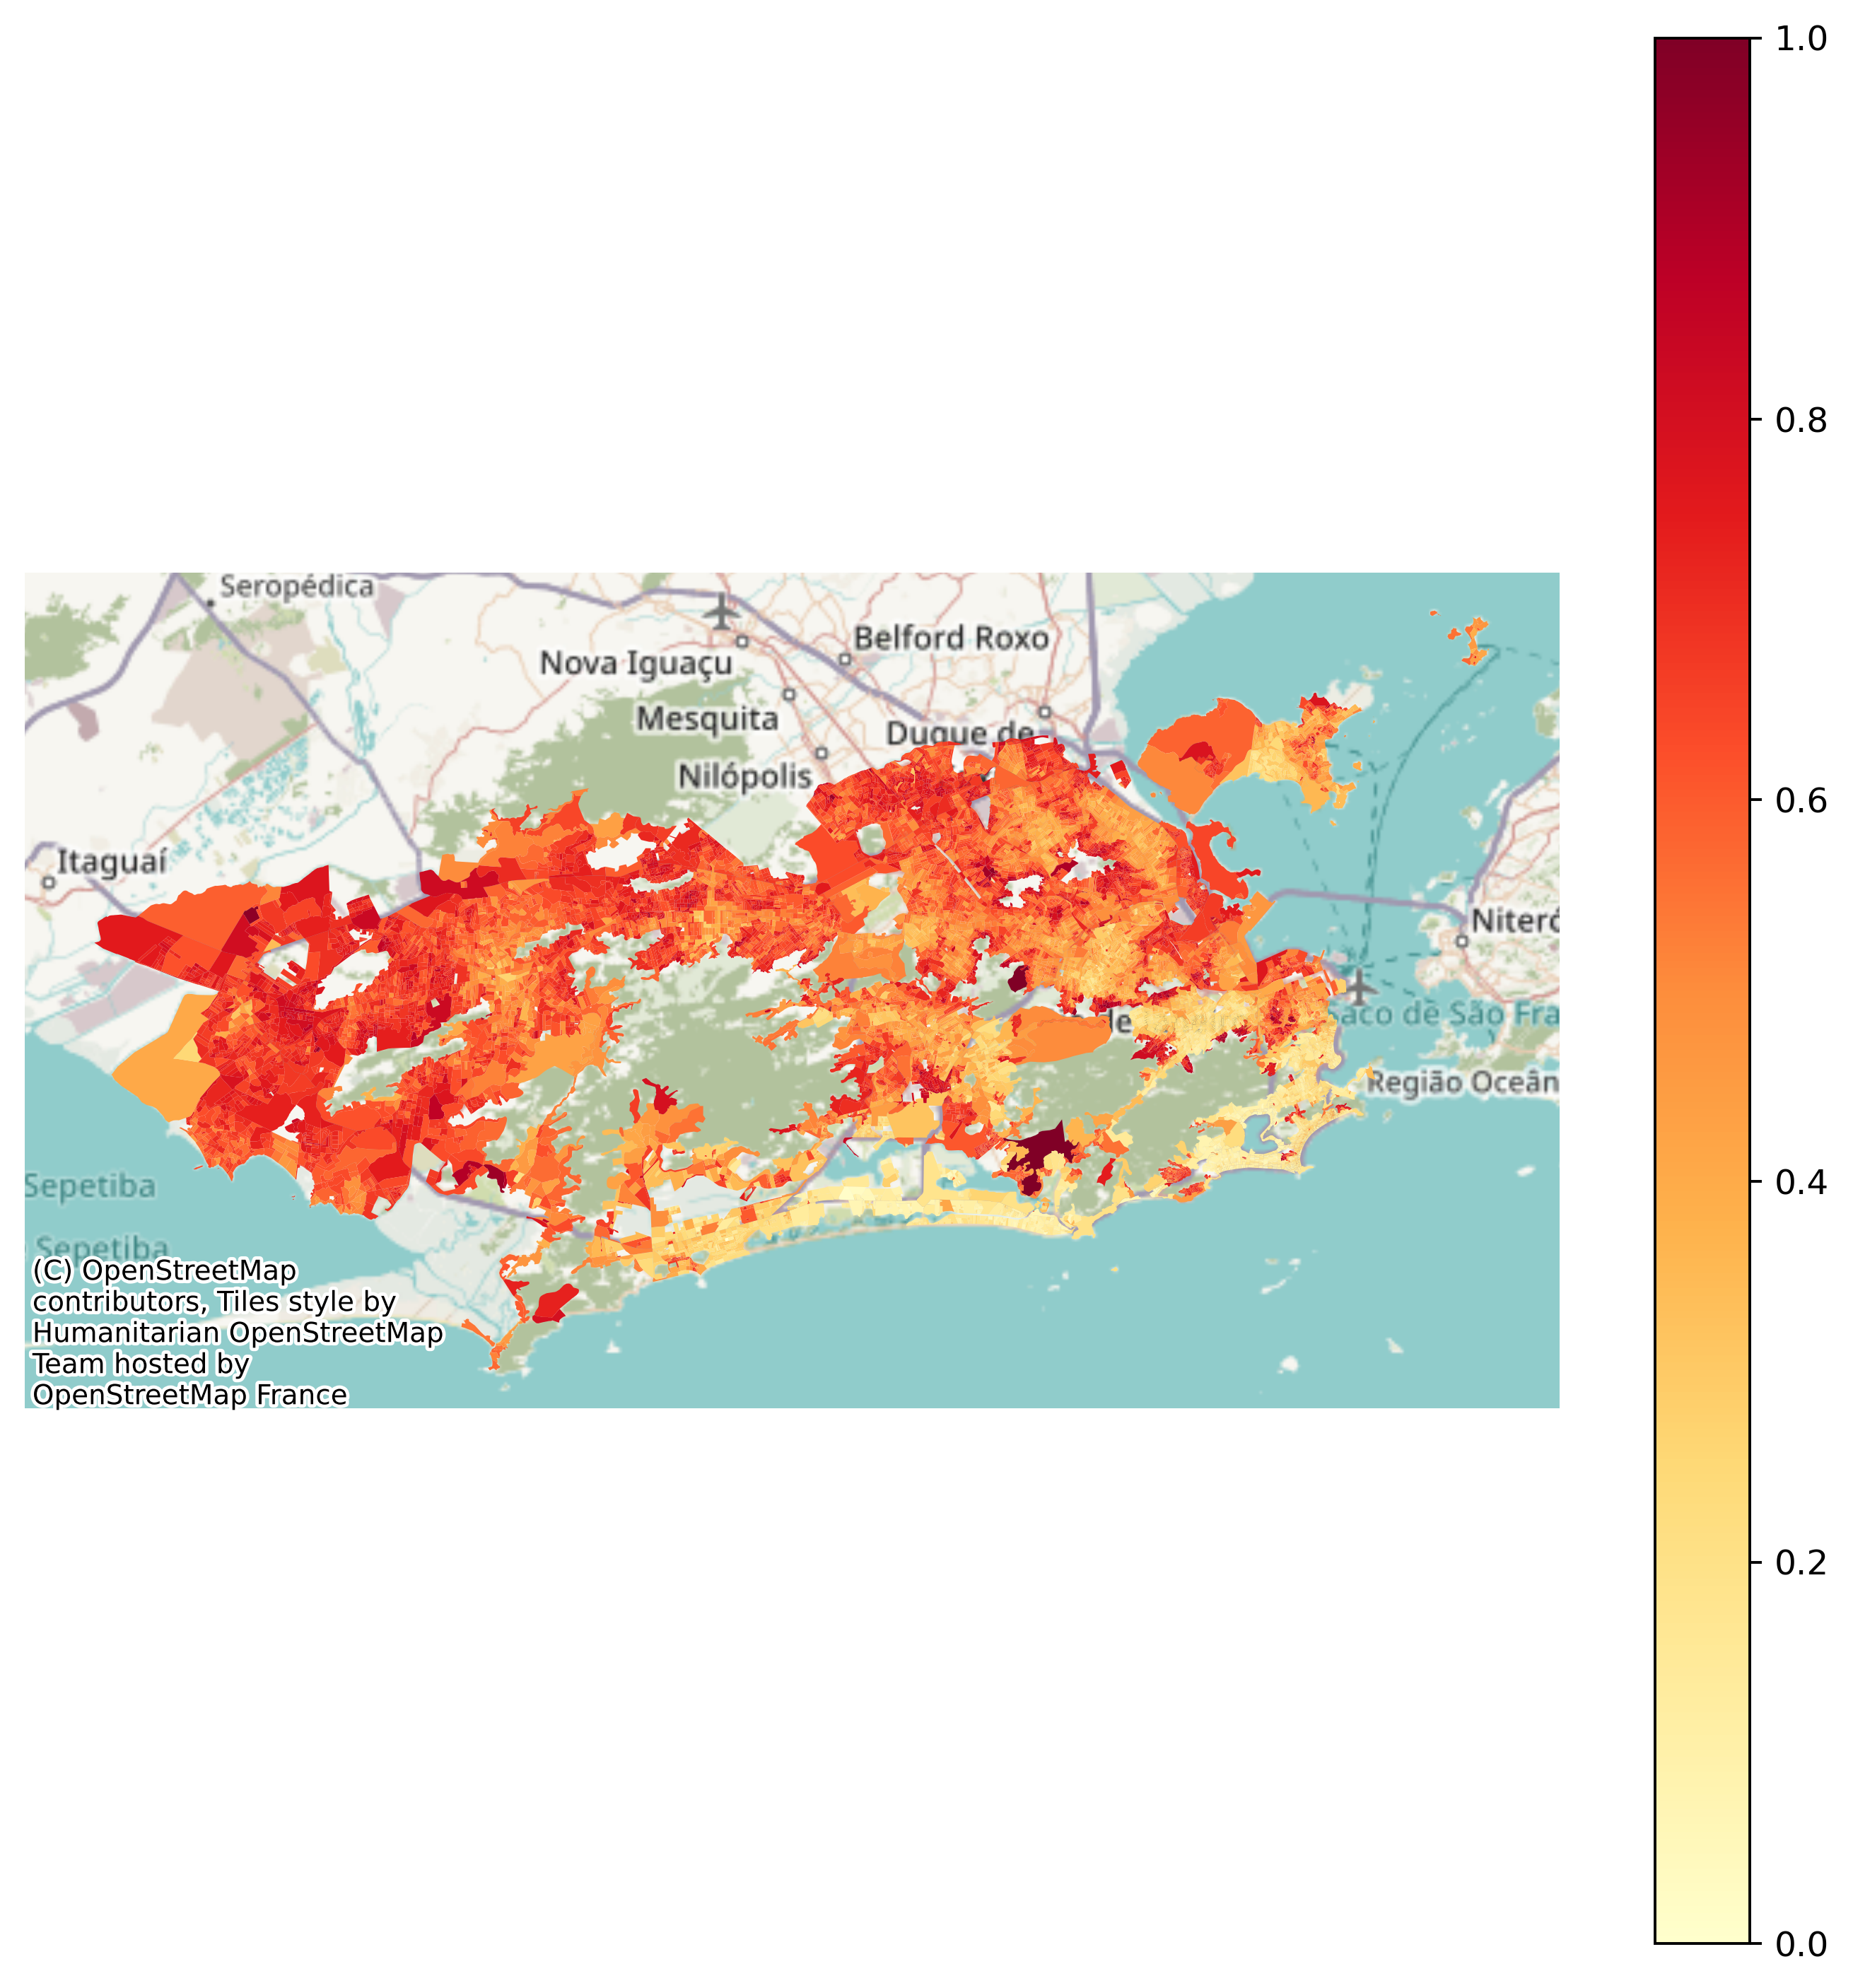 1.0
Seropédica
Belford Roxo
Nova Iguaçu
Mesquita
Duque de
Nilópolis
Itaguaí
0.8
0.6
Niteró
de
aco de São Fra
Região Oceân
0.4
Sepetiba
Sepetiba
(C) OpenStreetMap
contributors, Tiles style by
Humanitarian OpenStreetMap
Team hosted by
OpenStreetMap France
0.2
0.0